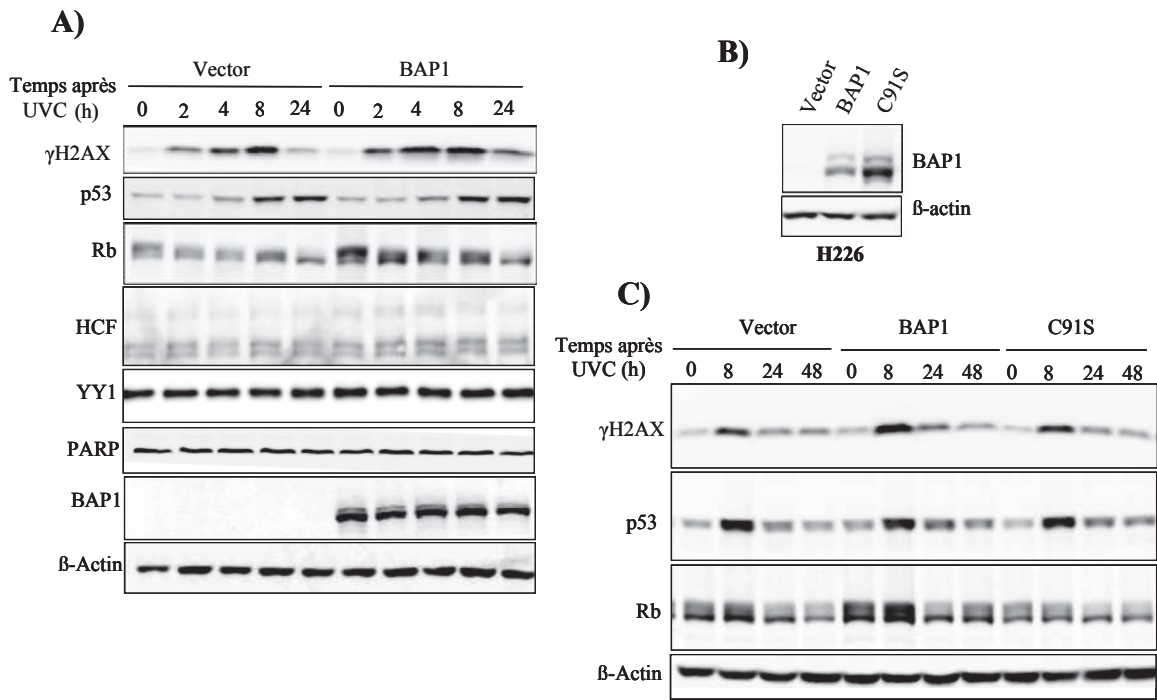 A)
Vector BAP1
Temps après
UVC (h) 0 2 4 8 24 0 2 4 8 24
γH2AX
p53
Rb
HCF
YY1
PARP
BAP1
ß-Actin
B)
Vector BAP1 C91S
BAP1
ß-actin
H226
C)
Vector BAP1 C91S
Temps après
UVC (h) 0 8 24 48 0 8 24 48 0 8 24 48
γH2AX
p53
Rb
ß-Actin